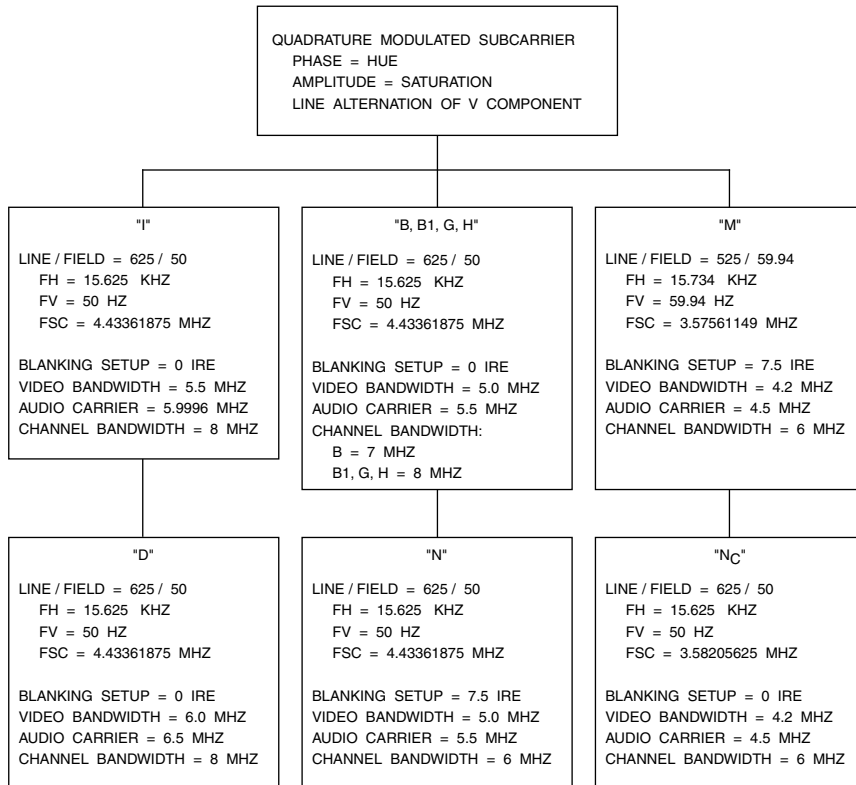 QUADRATURE MODULATED SUBCARRIER
PHASE = HUE
AMPLITUDE = SATURATION
LINE ALTERNATION OF V COMPONENT
"I"
LINE / FIELD = 625 / 50
FH = 15.625 KHZ
FV = 50 HZ
FSC = 4.43361875 MHZ
BLANKING SETUP = 0 IRE
VIDEO BANDWIDTH = 5.5 MHZ
AUDIO CARRIER = 5.9996 MHZ
CHANNEL BANDWIDTH = 8 MHZ
"B, B1, G, H"
LINE / FIELD = 625 / 50
FH = 15.625 KHZ
FV = 50 HZ
FSC = 4.43361875 MHZ
BLANKING SETUP = 0 IRE
VIDEO BANDWIDTH = 5.0 MHZ
AUDIO CARRIER = 5.5 MHZ
CHANNEL BANDWIDTH:
B = 7 MHZ
B1, G, H = 8 MHZ
"M"
LINE / FIELD = 525 / 59.94
FH = 15.734 KHZ
FV = 59.94 HZ
FSC = 3.57561149 MHZ
BLANKING SETUP = 7.5 IRE
VIDEO BANDWIDTH = 4.2 MHZ
AUDIO CARRIER = 4.5 MHZ
CHANNEL BANDWIDTH = 6 MHZ
"D"
LINE / FIELD = 625 / 50
FH = 15.625 KHZ
FV = 50 HZ
FSC = 4.43361875 MHZ
BLANKING SETUP = 0 IRE
VIDEO BANDWIDTH = 6.0 MHZ
AUDIO CARRIER = 6.5 MHZ
CHANNEL BANDWIDTH = 8 MHZ
"N"
LINE / FIELD = 625 / 50
FH = 15.625 KHZ
FV = 50 HZ
FSC = 4.43361875 MHZ
BLANKING SETUP = 7.5 IRE
VIDEO BANDWIDTH = 5.0 MHZ
AUDIO CARRIER = 5.5 MHZ
CHANNEL BANDWIDTH = 6 MHZ
"NC"
LINE / FIELD = 625 / 50
FH = 15.625 KHZ
FV = 50 HZ
FSC = 3.58205625 MHZ
BLANKING SETUP = 0 IRE
VIDEO BANDWIDTH = 4.2 MHZ
AUDIO CARRIER = 4.5 MHZ
CHANNEL BANDWIDTH = 6 MHZ